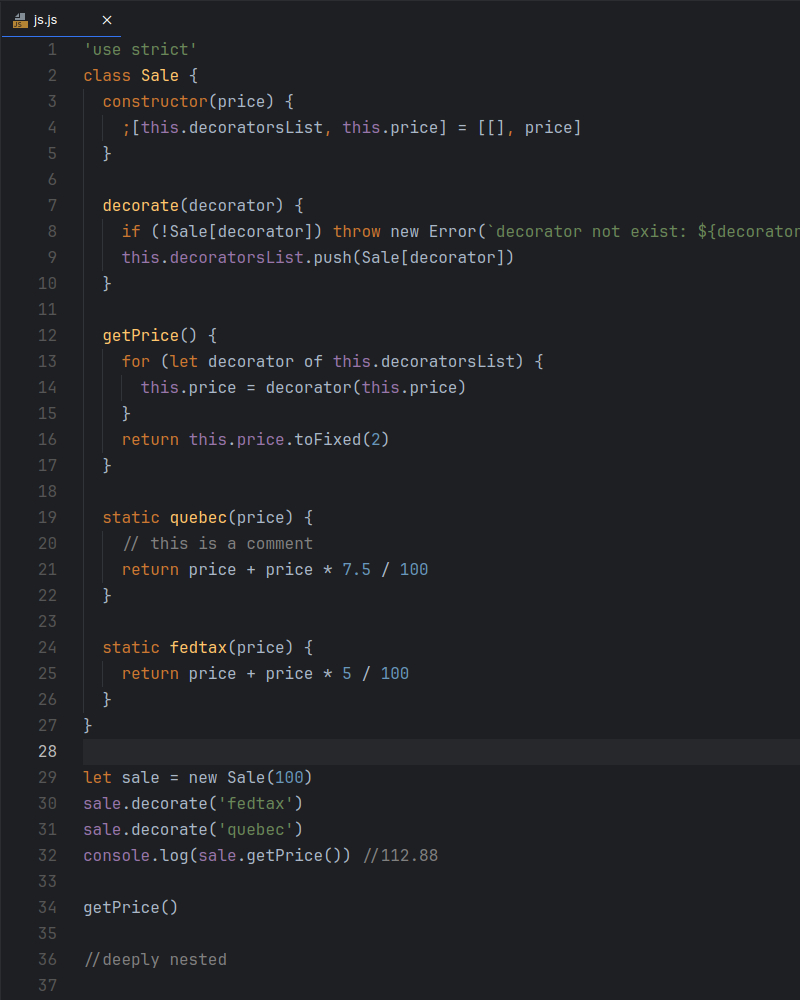 js.js ×
JS
1 'use strict'
2 class Sale {
3   constructor(price) {
4     ;[this.decoratorsList, this.price] = [[], price]
5   }
6
7   decorate(decorator) {
8     if (!Sale[decorator]) throw new Error(`decorator not exist: ${decorator
9     this.decoratorsList.push(Sale[decorator])
10   }
11
12   getPrice() {
13     for (let decorator of this.decoratorsList) {
14       this.price = decorator(this.price)
15     }
16     return this.price.toFixed(2)
17   }
18
19   static quebec(price) {
20     // this is a comment
21     return price + price * 7.5 / 100
22   }
23
24   static fedtax(price) {
25     return price + price * 5 / 100
26   }
27 }
28
29 let sale = new Sale(100)
30 sale.decorate('fedtax')
31 sale.decorate('quebec')
32 console.log(sale.getPrice()) //112.88
33
34 getPrice()
35
36 //deeply nested
37